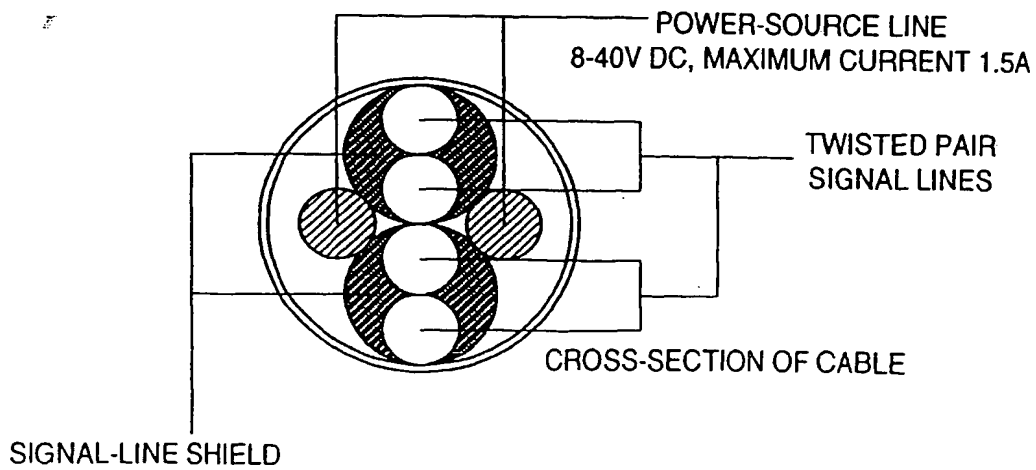 POWER-SOURCE LINE
8-40V DC, MAXIMUM CURRENT 1.5A
TWISTED PAIR
SIGNAL LINES
CROSS-SECTION OF CABLE
SIGNAL-LINE SHIELD